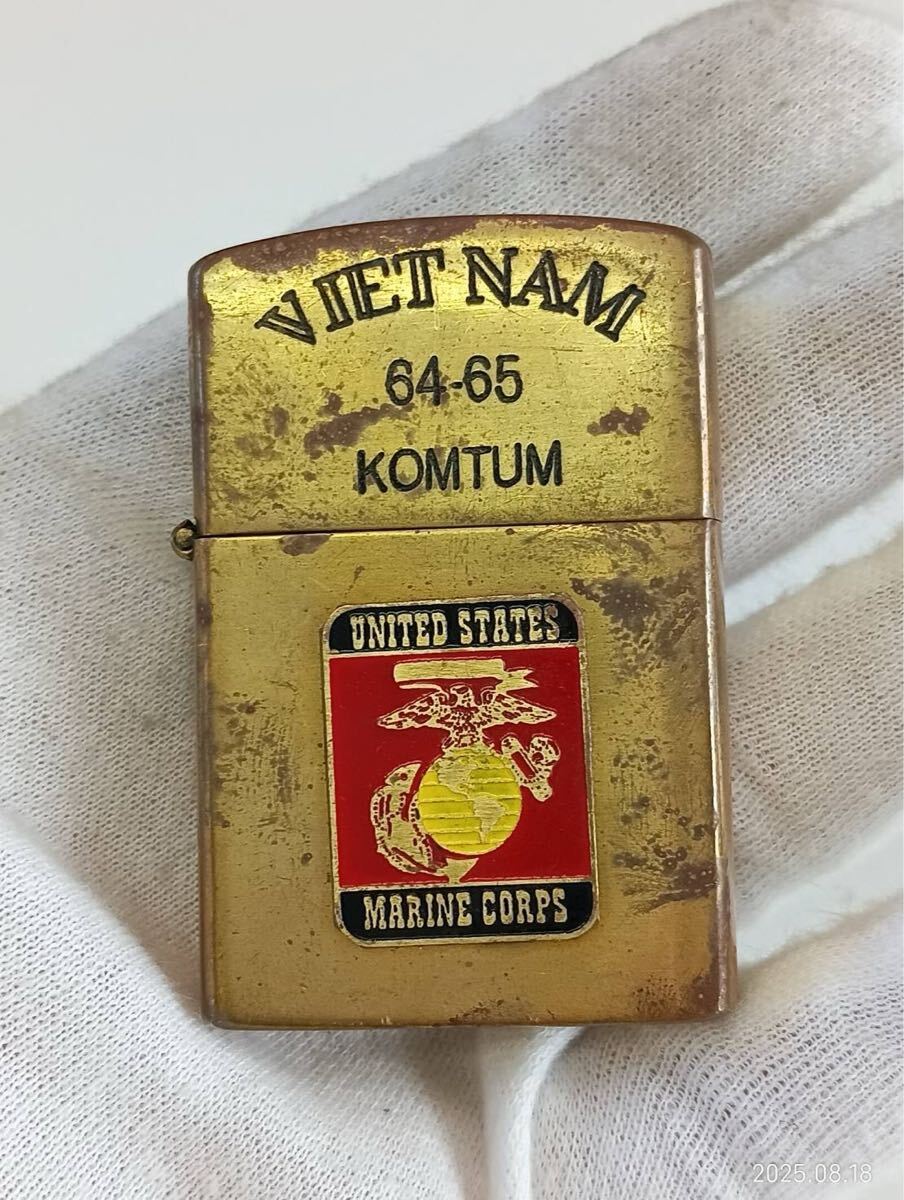 VIET NAM
64-65
KOMTUM
UNITED STATES
MARINE CORPS
2025.08.18